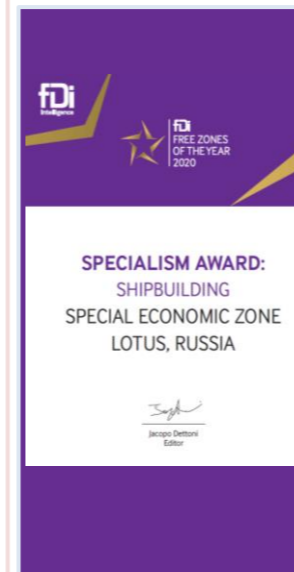 fDi
Intelligence
fDi
FREE ZONES
OF THE YEAR
2020
SPECIALISM AWARD:
SHIPBUILDING
SPECIAL ECONOMIC ZONE
LOTUS, RUSSIA
Jacopo Dettoni
Editor